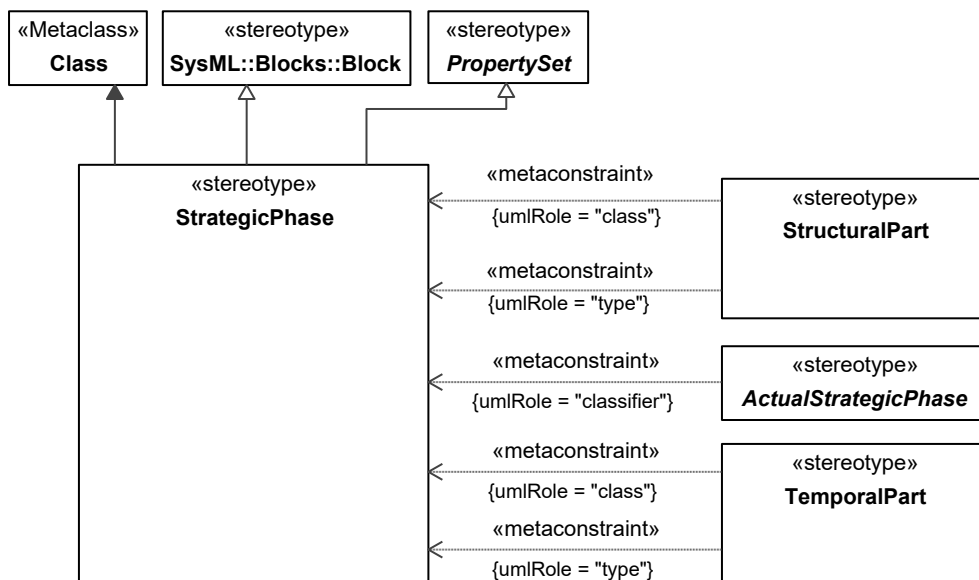 «Metaclass»
Class
«stereotype»
SysML::Blocks::Block
«stereotype»
PropertySet
«stereotype»
StrategicPhase
«metaconstraint»
{umlRole = "class"}
«metaconstraint»
{umlRole = "type"}
«stereotype»
StructuralPart
«metaconstraint»
{umlRole = "classifier"}
«stereotype»
ActualStrategicPhase
«metaconstraint»
{umlRole = "class"}
«metaconstraint»
{umlRole = "type"}
«stereotype»
TemporalPart